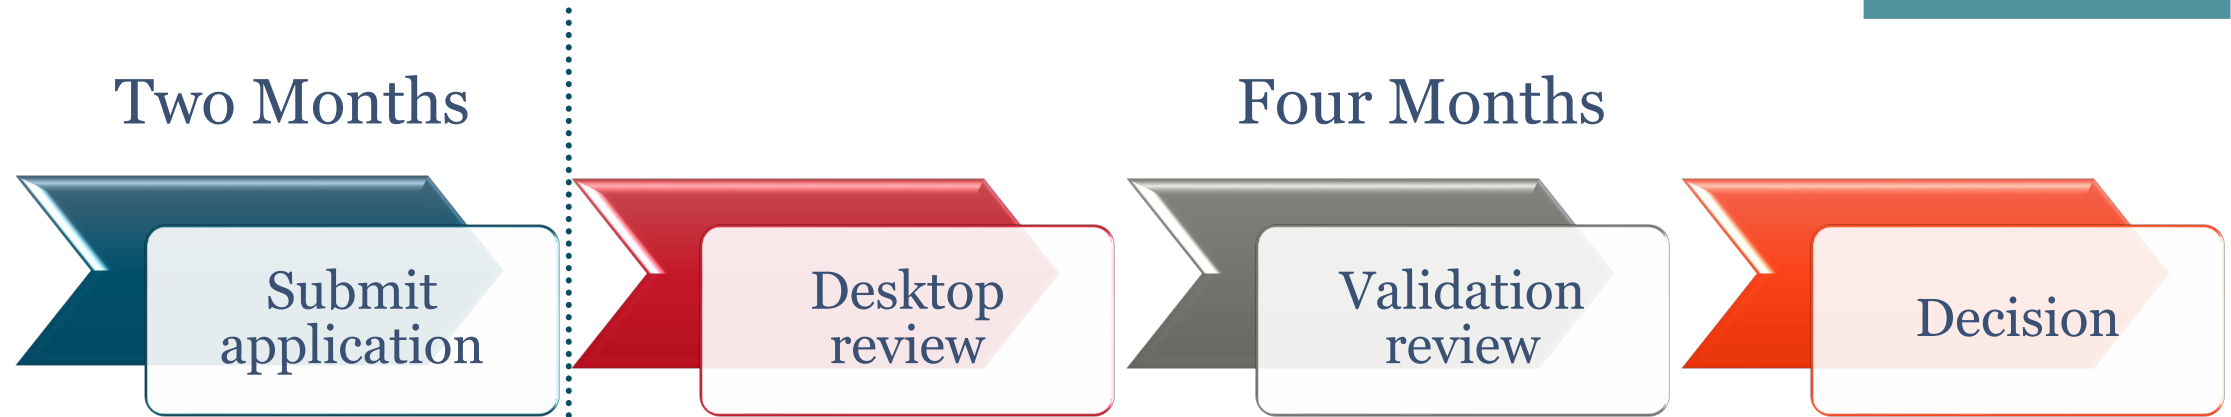 Two Months
Four Months
Submit
application
Desktop
review
Validation
review
Decision